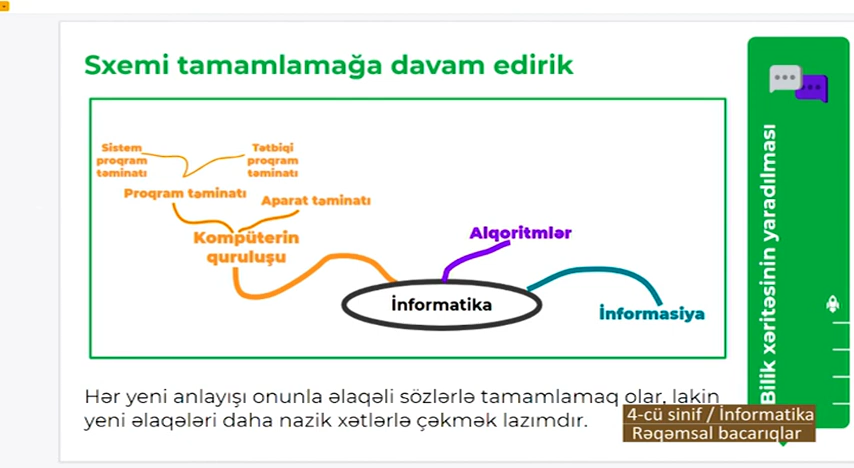 Sxemi tamamlamağa davam edirik
Sistem
proqram
təminatı
Tətbiqi
proqram
təminatı
Proqram təminatı
Aparat təminatı
Kompüterin
quruluşu
Alqoritmlər
İnformatika
İnformasiya
Hər yeni anlayışı onunla əlaqəli sözlərlə tamamlamaq olar, lakin
yeni əlaqələri daha nazik xətlərlə çəkmək lazımdır.
Bilik xəritəsinin yaradılması
4-cü sinif / İnformatika
Rəqəmsal bacarıqlar